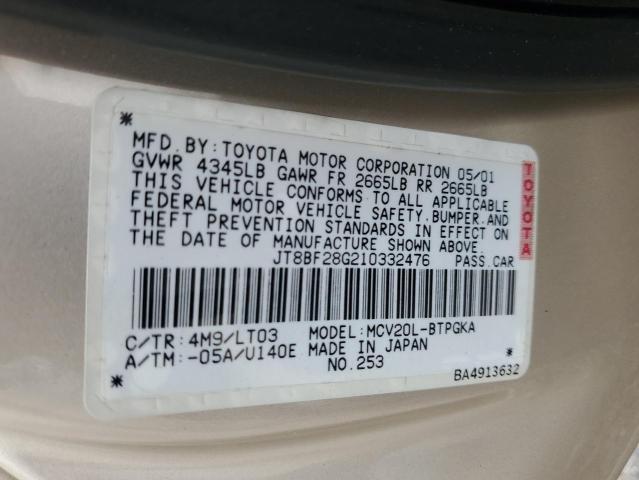 MFD.BY:TOYOTA MOTOR CORPORATION 05/01
GVWR 4345LB GAWR FR 2665LB RR 2665LB
THIS VEHICLE CONFORMS TO ALL APPLICABLE
FEDERAL MOTOR VEHICLE SAFETY,BUMPER,AND
THEFT PREVENTION STANDARDS IN EFFECT ON
THE DATE OF MANUFACTURE SHOWN ABOVE.
JT8BF28G210332476 PASS.CAR
TOYOTA
C/TR:4M9/LT03 MODEL:MCV20L-BTPGKA
A/TM:-05A/U140E MADE IN JAPAN
NO.253
BA4913632